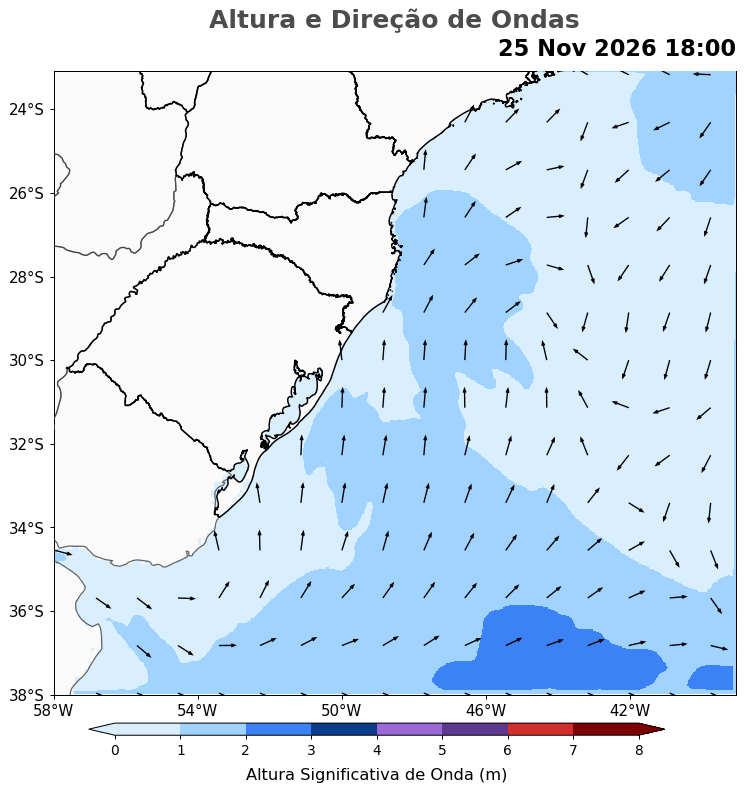 Altura e Direção de Ondas
25 Nov 2026 18:00
24°S
26°S
28°S
30°S
32°S
34°S
36°S
38°S
58°W 54°W 50°W 46°W 42°W
0 1 2 3 4 5 6 7 8
Altura Significativa de Onda (m)